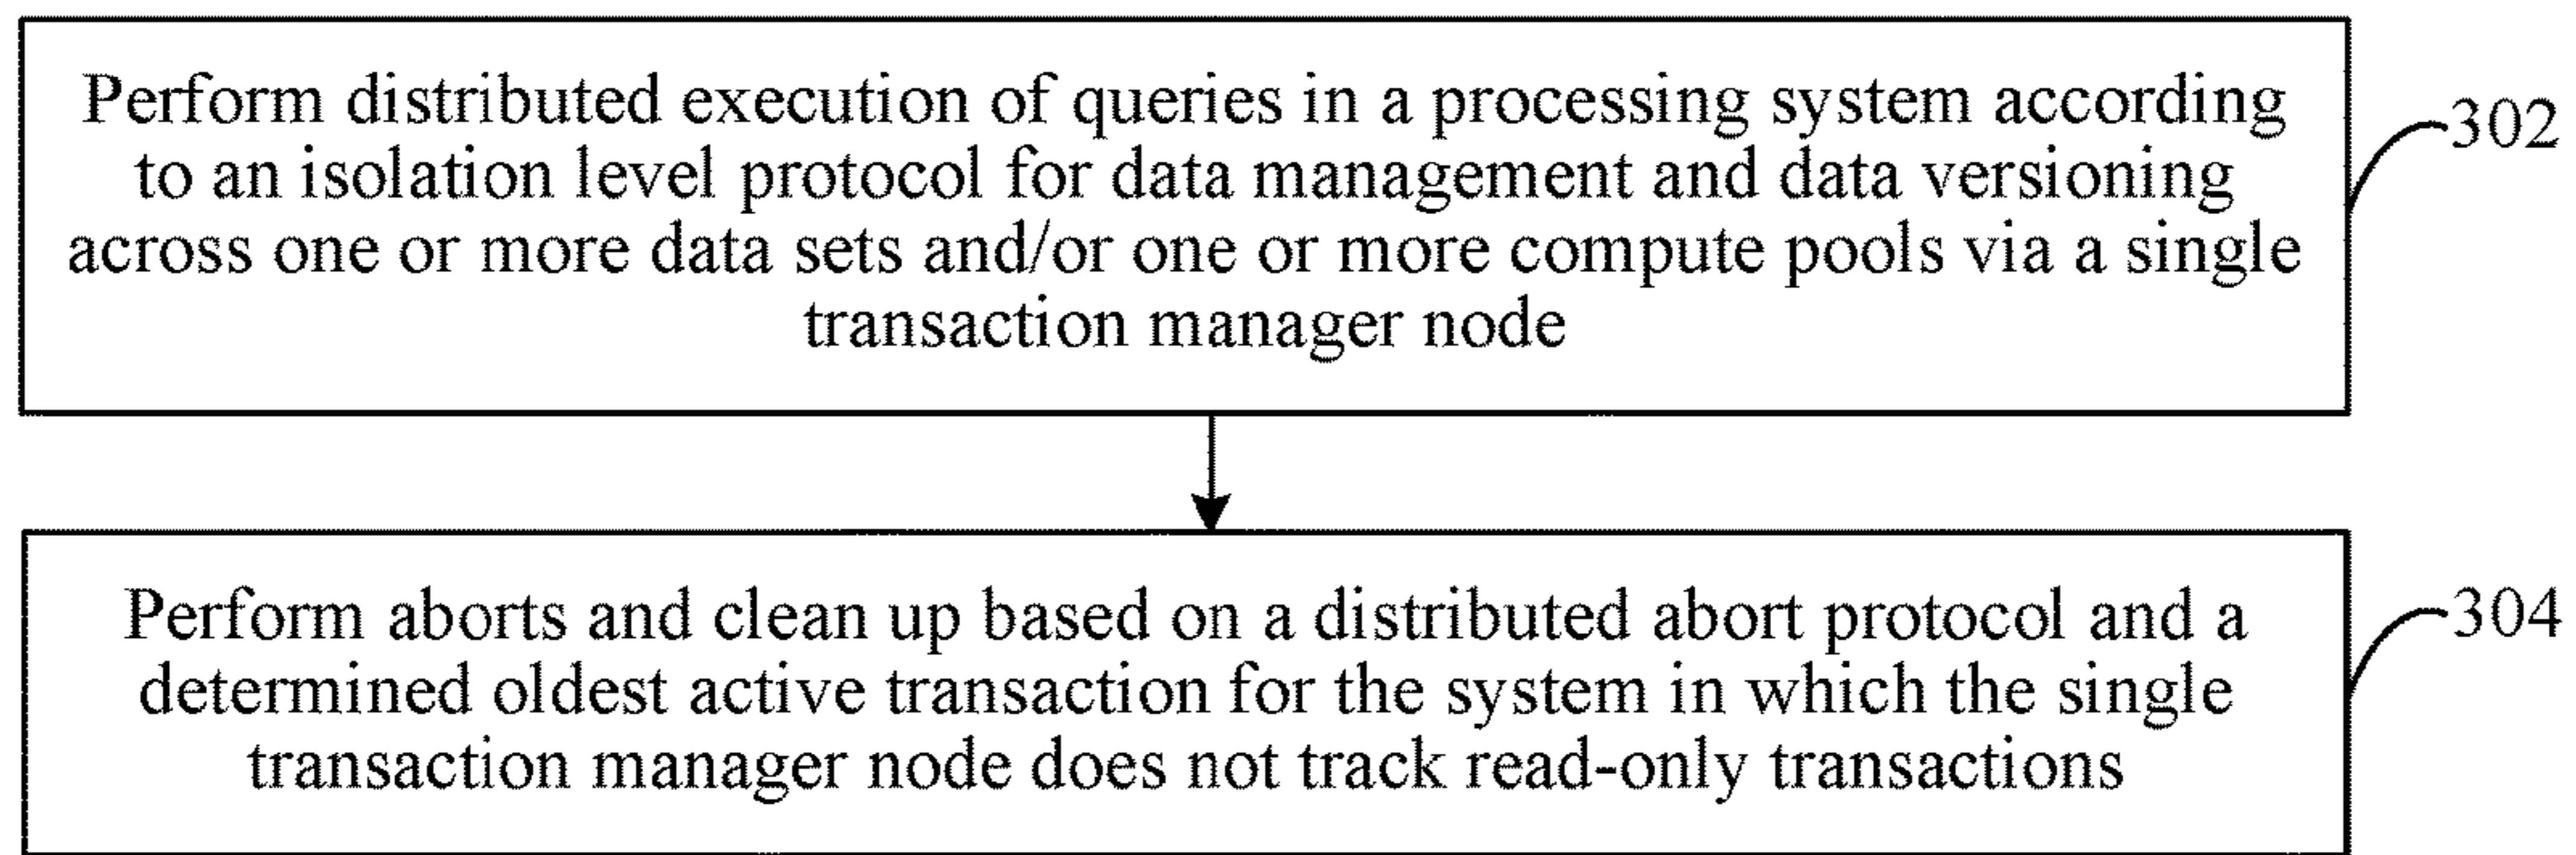 Perform distributed execution of queries in a processing system according
to an isolation level protocol for data management and data versioning
across one or more data sets and/or one or more compute pools via a single
transaction manager node
302
Perform aborts and clean up based on a distributed abort protocol and a
determined oldest active transaction for the system in which the single
transaction manager node does not track read-only transactions
304